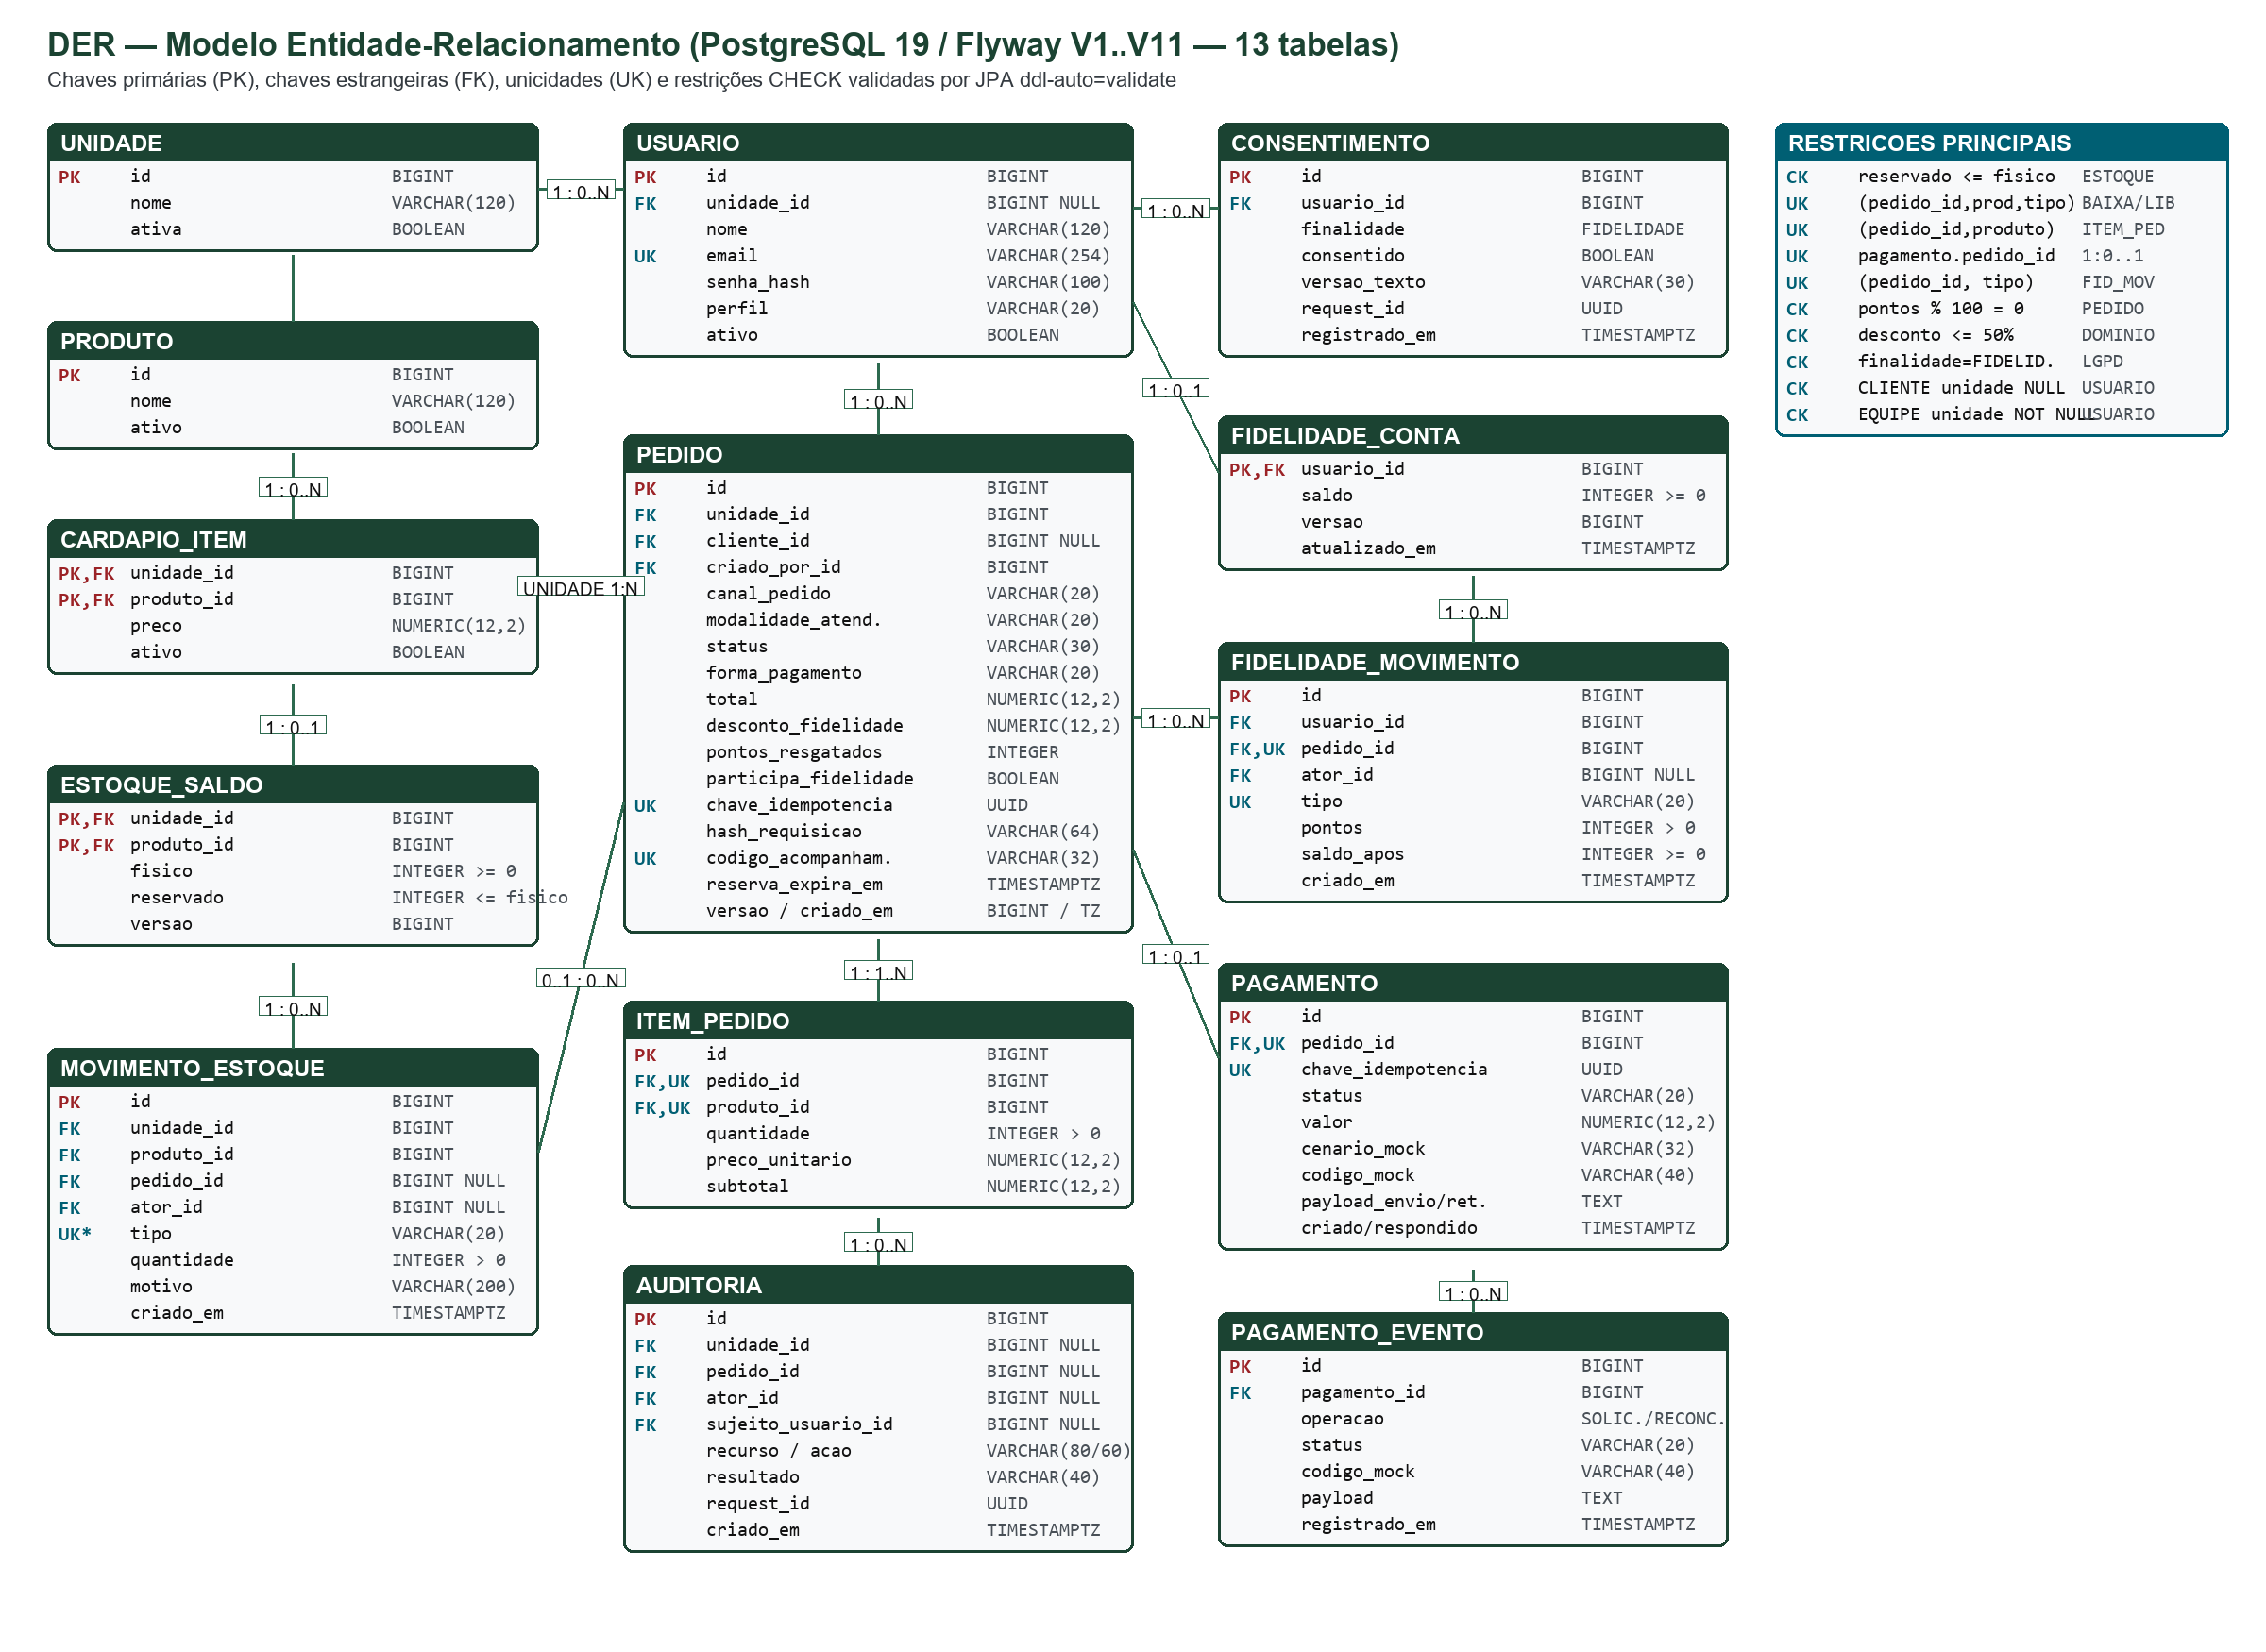 DER — Modelo Entidade-Relacionamento (PostgreSQL 19 / Flyway V1..V11 — 13 tabelas)
Chaves primárias (PK), chaves estrangeiras (FK), unicidades (UK) e restrições CHECK validadas por JPA ddl-auto=validate
UNIDADE
PK id BIGINT
nome VARCHAR(120)
ativa BOOLEAN
1 : 0..N
PRODUTO
PK id BIGINT
nome VARCHAR(120)
ativo BOOLEAN
1 : 0..N
CARDAPIO_ITEM
PK,FK unidade_id BIGINT
PK,FK produto_id BIGINT
preco NUMERIC(12,2)
ativo BOOLEAN
UNIDADE 1:N
1 : 0..1
ESTOQUE_SALDO
PK,FK unidade_id BIGINT
PK,FK produto_id BIGINT
fisico INTEGER >= 0
reservado INTEGER <= fisico
versao BIGINT
1 : 0..N
0..1 : 0..N
MOVIMENTO_ESTOQUE
PK id BIGINT
FK unidade_id BIGINT
FK produto_id BIGINT
FK pedido_id BIGINT NULL
FK ator_id BIGINT NULL
UK* tipo VARCHAR(20)
quantidade INTEGER > 0
motivo VARCHAR(200)
criado_em TIMESTAMPTZ
USUARIO
PK id BIGINT
FK unidade_id BIGINT NULL
nome VARCHAR(120)
UK email VARCHAR(254)
senha_hash VARCHAR(100)
perfil VARCHAR(20)
ativo BOOLEAN
1 : 0..N
1 : 0..N
1 : 0..1
PEDIDO
PK id BIGINT
FK unidade_id BIGINT
FK cliente_id BIGINT NULL
FK criado_por_id BIGINT
canal_pedido VARCHAR(20)
modalidade_atend. VARCHAR(20)
status VARCHAR(30)
forma_pagamento VARCHAR(20)
total NUMERIC(12,2)
desconto_fidelidade NUMERIC(12,2)
pontos_resgatados INTEGER
participa_fidelidade BOOLEAN
UK chave_idempotencia UUID
hash_requisicao VARCHAR(64)
UK codigo_acompanham. VARCHAR(32)
reserva_expira_em TIMESTAMPTZ
versao / criado_em BIGINT / TZ
1 : 0..N
1 : 0..1
1 : 1..N
ITEM_PEDIDO
PK id BIGINT
FK,UK pedido_id BIGINT
FK,UK produto_id BIGINT
quantidade INTEGER > 0
preco_unitario NUMERIC(12,2)
subtotal NUMERIC(12,2)
1 : 0..N
AUDITORIA
PK id BIGINT
FK unidade_id BIGINT NULL
FK pedido_id BIGINT NULL
FK ator_id BIGINT NULL
FK sujeito_usuario_id BIGINT NULL
recurso / acao VARCHAR(80/60)
resultado VARCHAR(40)
request_id UUID
criado_em TIMESTAMPTZ
CONSENTIMENTO
PK id BIGINT
FK usuario_id BIGINT
finalidade FIDELIDADE
consentido BOOLEAN
versao_texto VARCHAR(30)
request_id UUID
registrado_em TIMESTAMPTZ
FIDELIDADE_CONTA
PK,FK usuario_id BIGINT
saldo INTEGER >= 0
versao BIGINT
atualizado_em TIMESTAMPTZ
1 : 0..N
FIDELIDADE_MOVIMENTO
PK id BIGINT
FK usuario_id BIGINT
FK,UK pedido_id BIGINT
FK ator_id BIGINT NULL
UK tipo VARCHAR(20)
pontos INTEGER > 0
saldo_apos INTEGER >= 0
criado_em TIMESTAMPTZ
PAGAMENTO
PK id BIGINT
FK,UK pedido_id BIGINT
UK chave_idempotencia UUID
status VARCHAR(20)
valor NUMERIC(12,2)
cenario_mock VARCHAR(32)
codigo_mock VARCHAR(40)
payload_envio/ret. TEXT
criado/respondido TIMESTAMPTZ
1 : 0..N
PAGAMENTO_EVENTO
PK id BIGINT
FK pagamento_id BIGINT
operacao SOLIC./RECONC.
status VARCHAR(20)
codigo_mock VARCHAR(40)
payload TEXT
registrado_em TIMESTAMPTZ
RESTRICOES PRINCIPAIS
CK reservado <= fisico ESTOQUE
UK (pedido_id,prod,tipo) BAIXA/LIB
UK (pedido_id,produto) ITEM_PED
UK pagamento.pedido_id 1:0..1
UK (pedido_id, tipo) FID_MOV
CK pontos % 100 = 0 PEDIDO
CK desconto <= 50% DOMINIO
CK finalidade=FIDELID. LGPD
CK CLIENTE unidade NULL USUARIO
CK EQUIPE unidade NOT NULL USUARIO